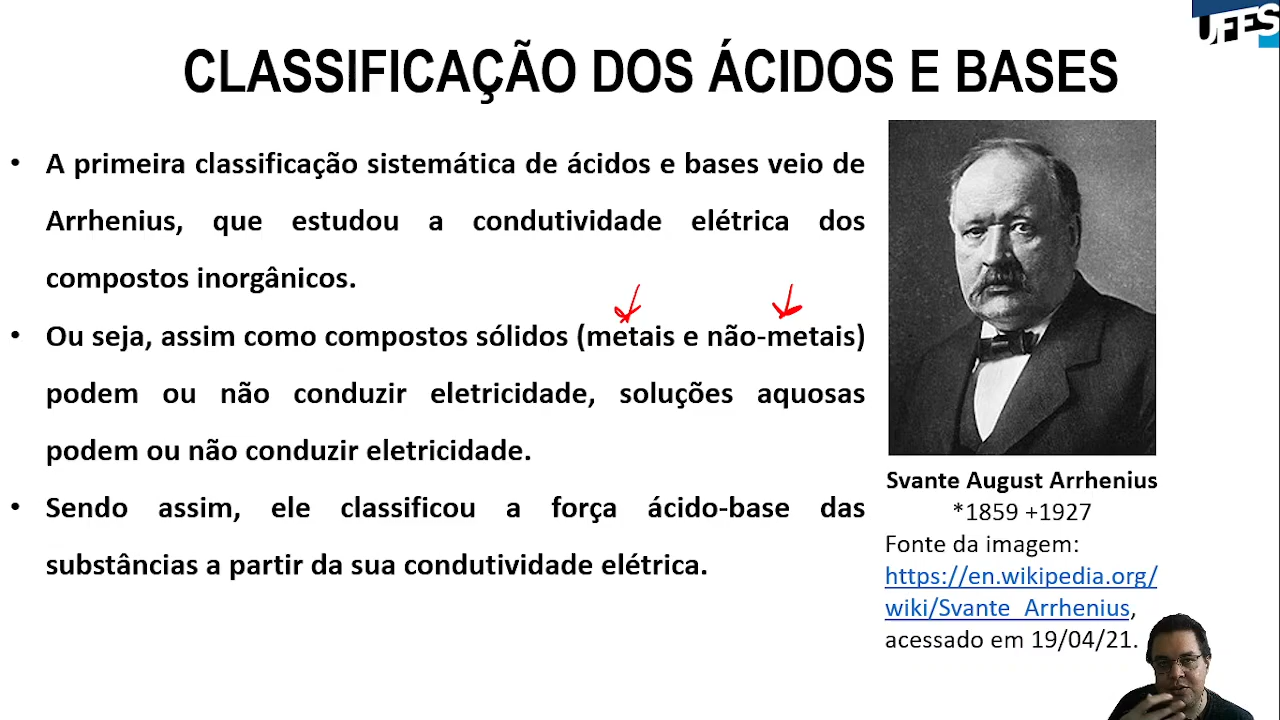 UFES
CLASSIFICAÇÃO DOS ÁCIDOS E BASES
• A primeira classificação sistemática de ácidos e bases veio de
Arrhenius, que estudou a condutividade elétrica dos
compostos inorgânicos.
• Ou seja, assim como compostos sólidos (metais e não-metais)
podem ou não conduzir eletricidade, soluções aquosas
podem ou não conduzir eletricidade.
• Sendo assim, ele classificou a força ácido-base das
substâncias a partir da sua condutividade elétrica.
Svante August Arrhenius
*1859 +1927
Fonte da imagem:
https://en.wikipedia.org/
wiki/Svante_Arrhenius,
acessado em 19/04/21.